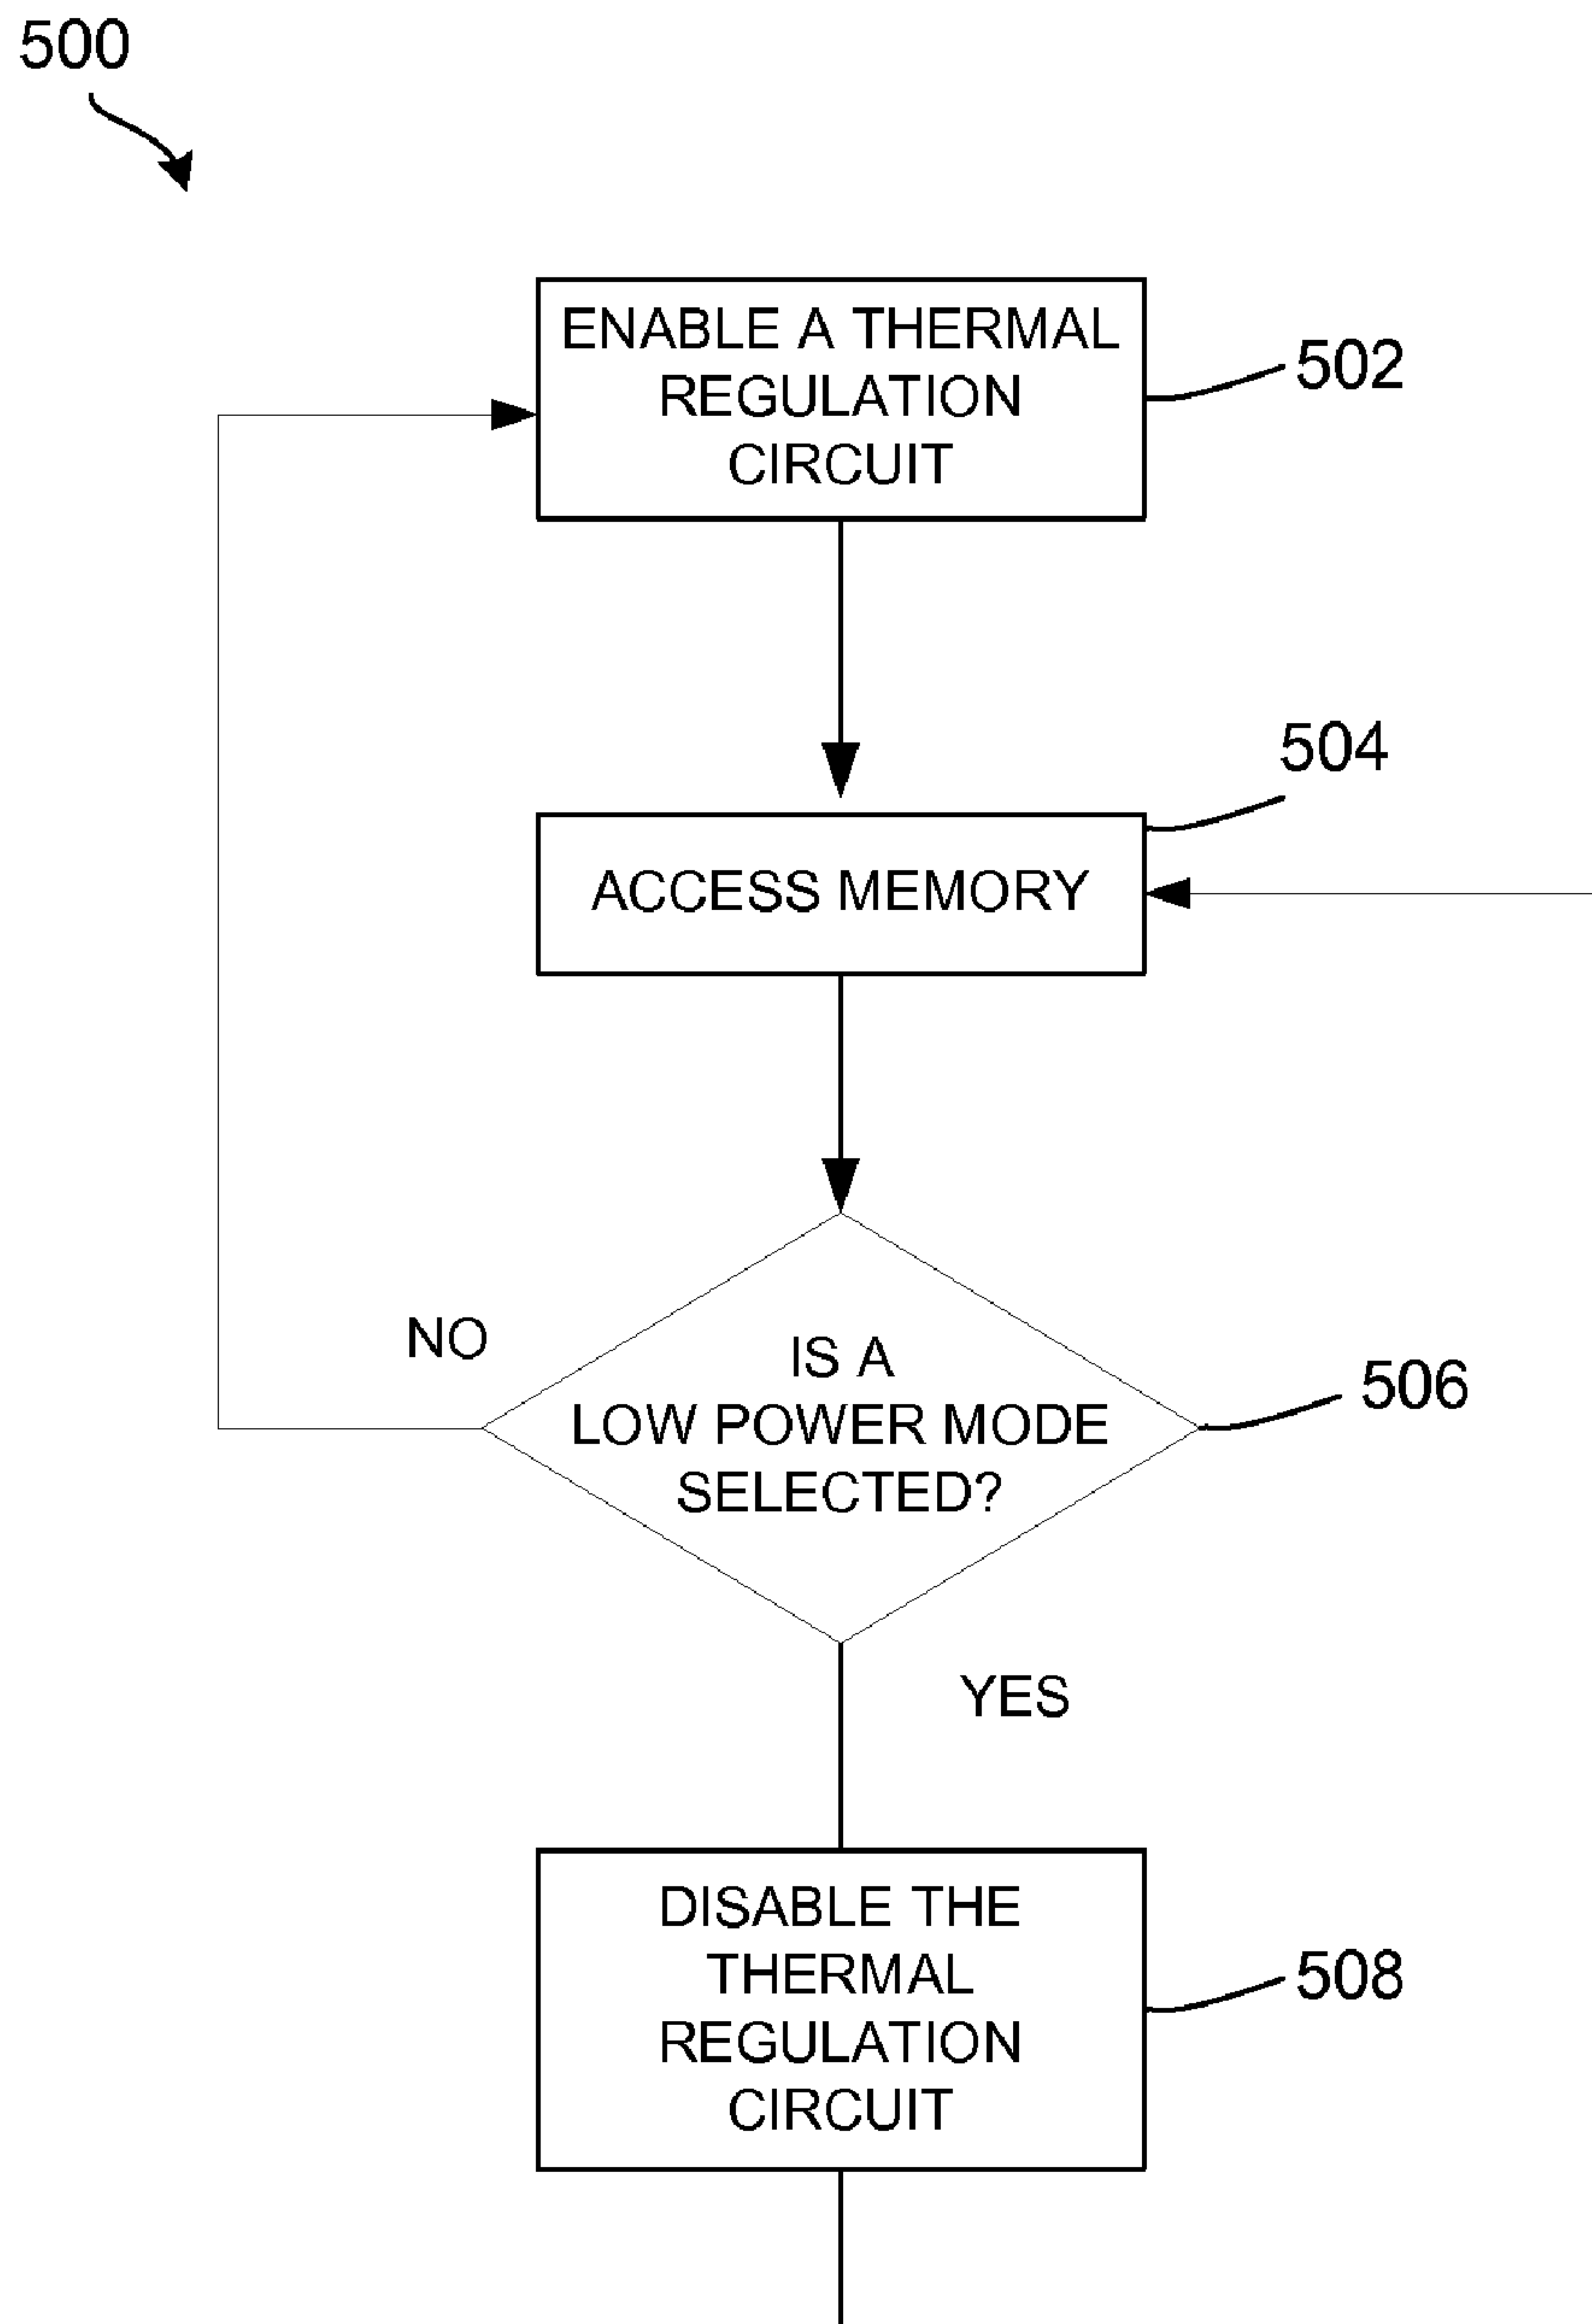 500
ENABLE A THERMAL
REGULATION
CIRCUIT
502
504
ACCESS MEMORY
NO
IS A
LOW POWER MODE
SELECTED?
506
YES
DISABLE THE
THERMAL
REGULATION
CIRCUIT
508